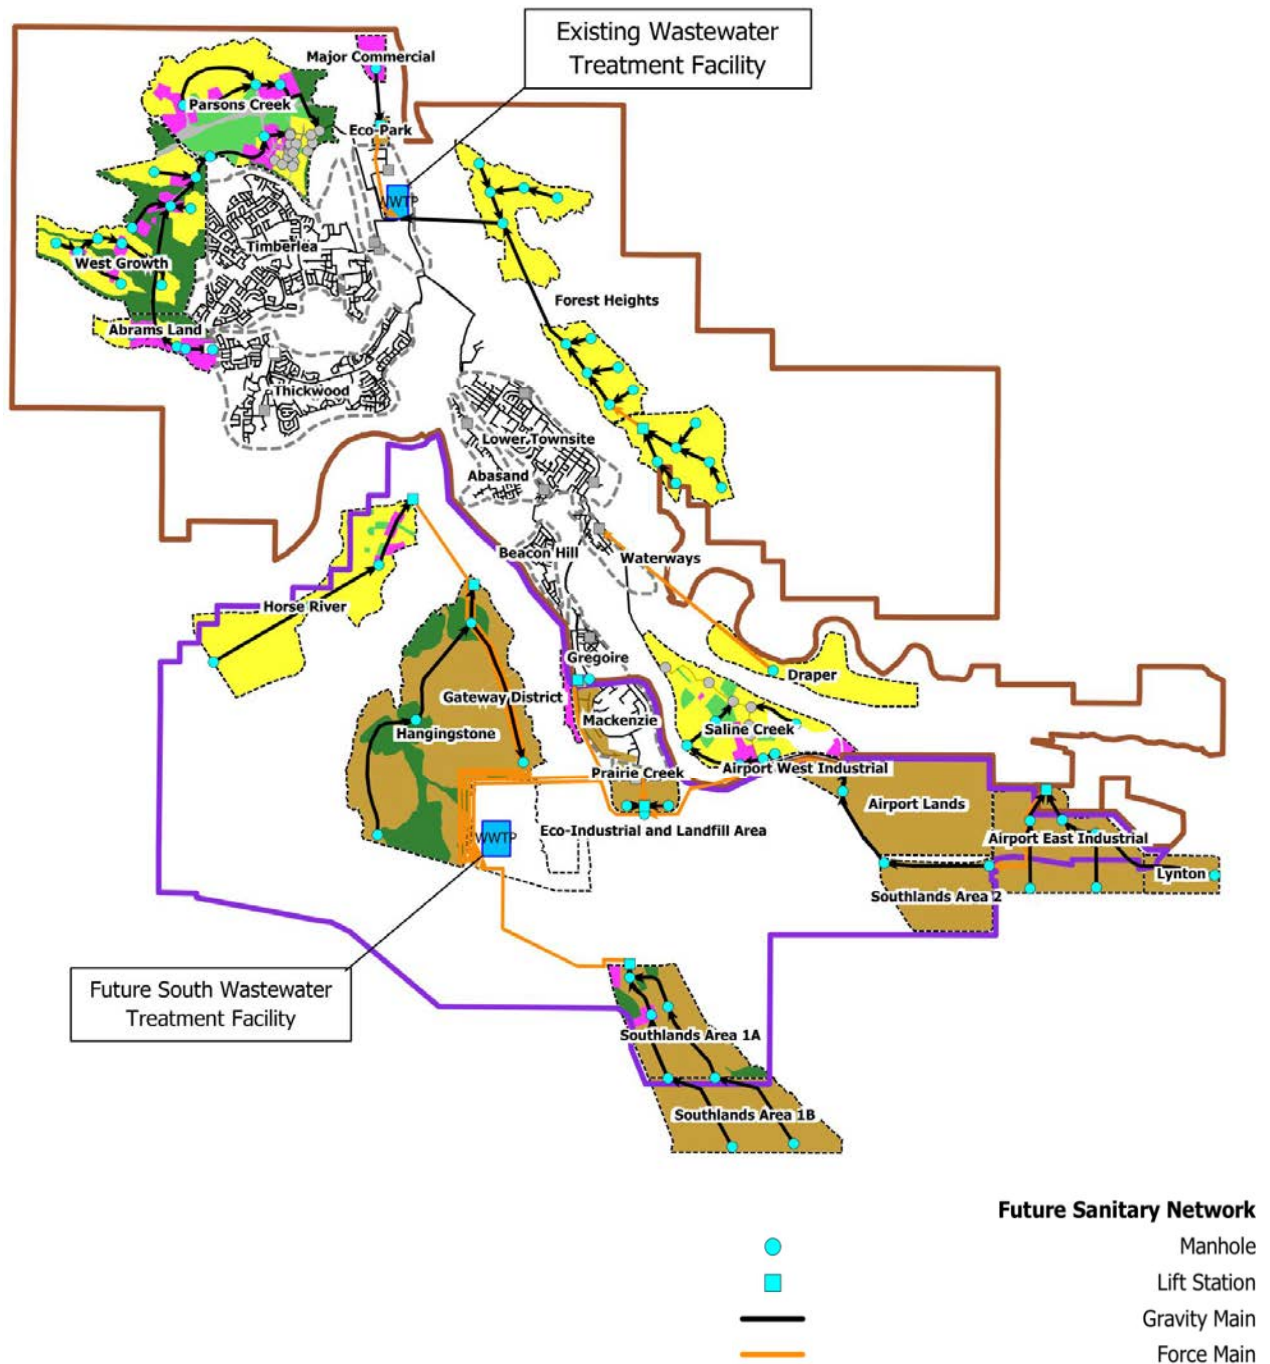 Existing Wastewater
Treatment Facility
Major Commercial
Parsons Creek
Eco-Park
WWTP
Timberlea
West Growth
Forest Heights
Abrams Land
Thickwood
Lower Townsite
Abasand
Beacon Hill
Waterways
Horse River
Gregoire
Draper
Gateway District
Mackenzie
Hangingstone
Saline Creek
Prairie Creek
Airport West Industrial
Airport Lands
Eco-Industrial and Landfill Area
WWTP
Airport East Industrial
Lynton
Southlands Area 2
Future South Wastewater
Treatment Facility
Southlands Area 1A
Southlands Area 1B
Future Sanitary Network
Manhole
Lift Station
Gravity Main
Force Main